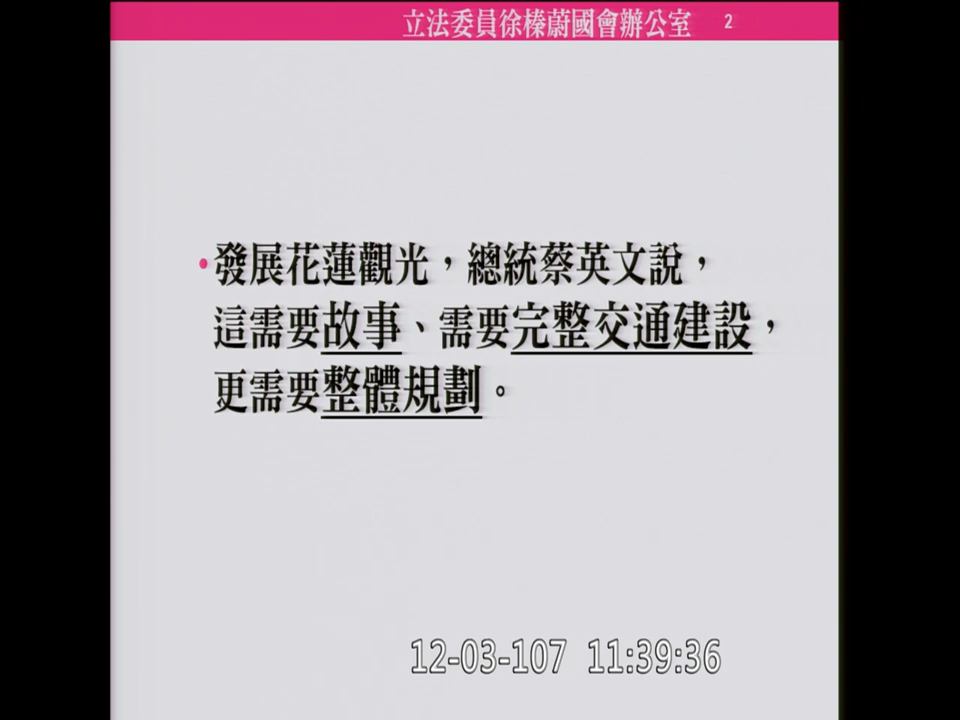 立法委員徐榛蔚國會辦公室 2
•發展花蓮觀光，總統蔡英文說，
這需要故事、需要完整交通建設，
更需要整體規劃。
12-03-107 11:39:36